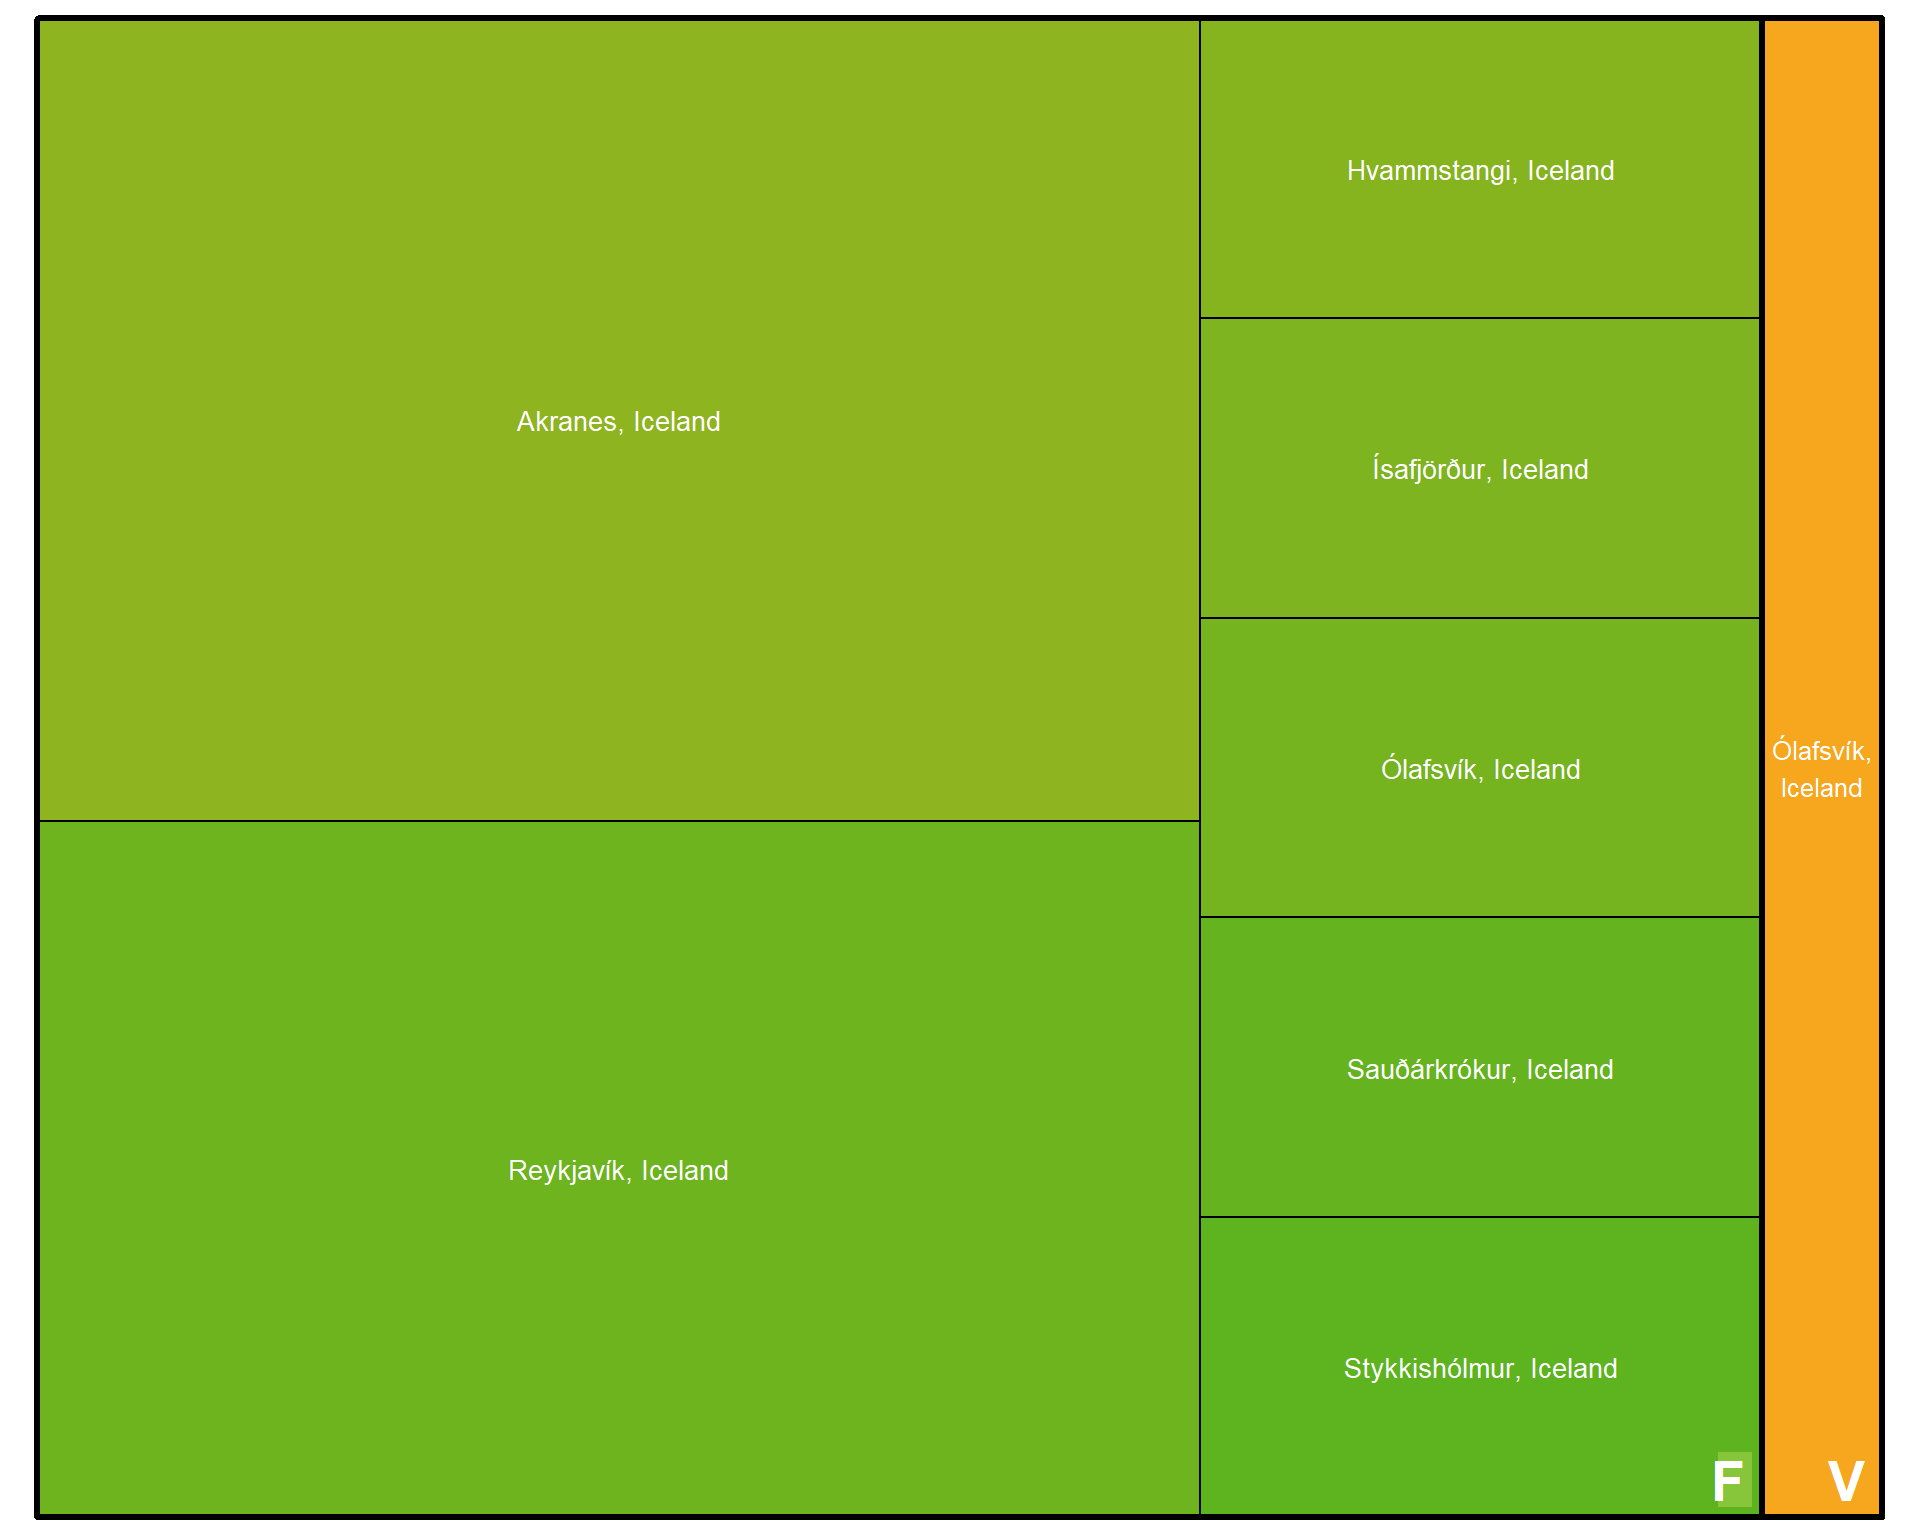 Akranes, Iceland
Reykjavík, Iceland
Hvammstangi, Iceland
Ísafjörður, Iceland
Ólafsvík, Iceland
Sauðárkrókur, Iceland
Stykkishólmur, Iceland
F
Ólafsvík,
Iceland
V